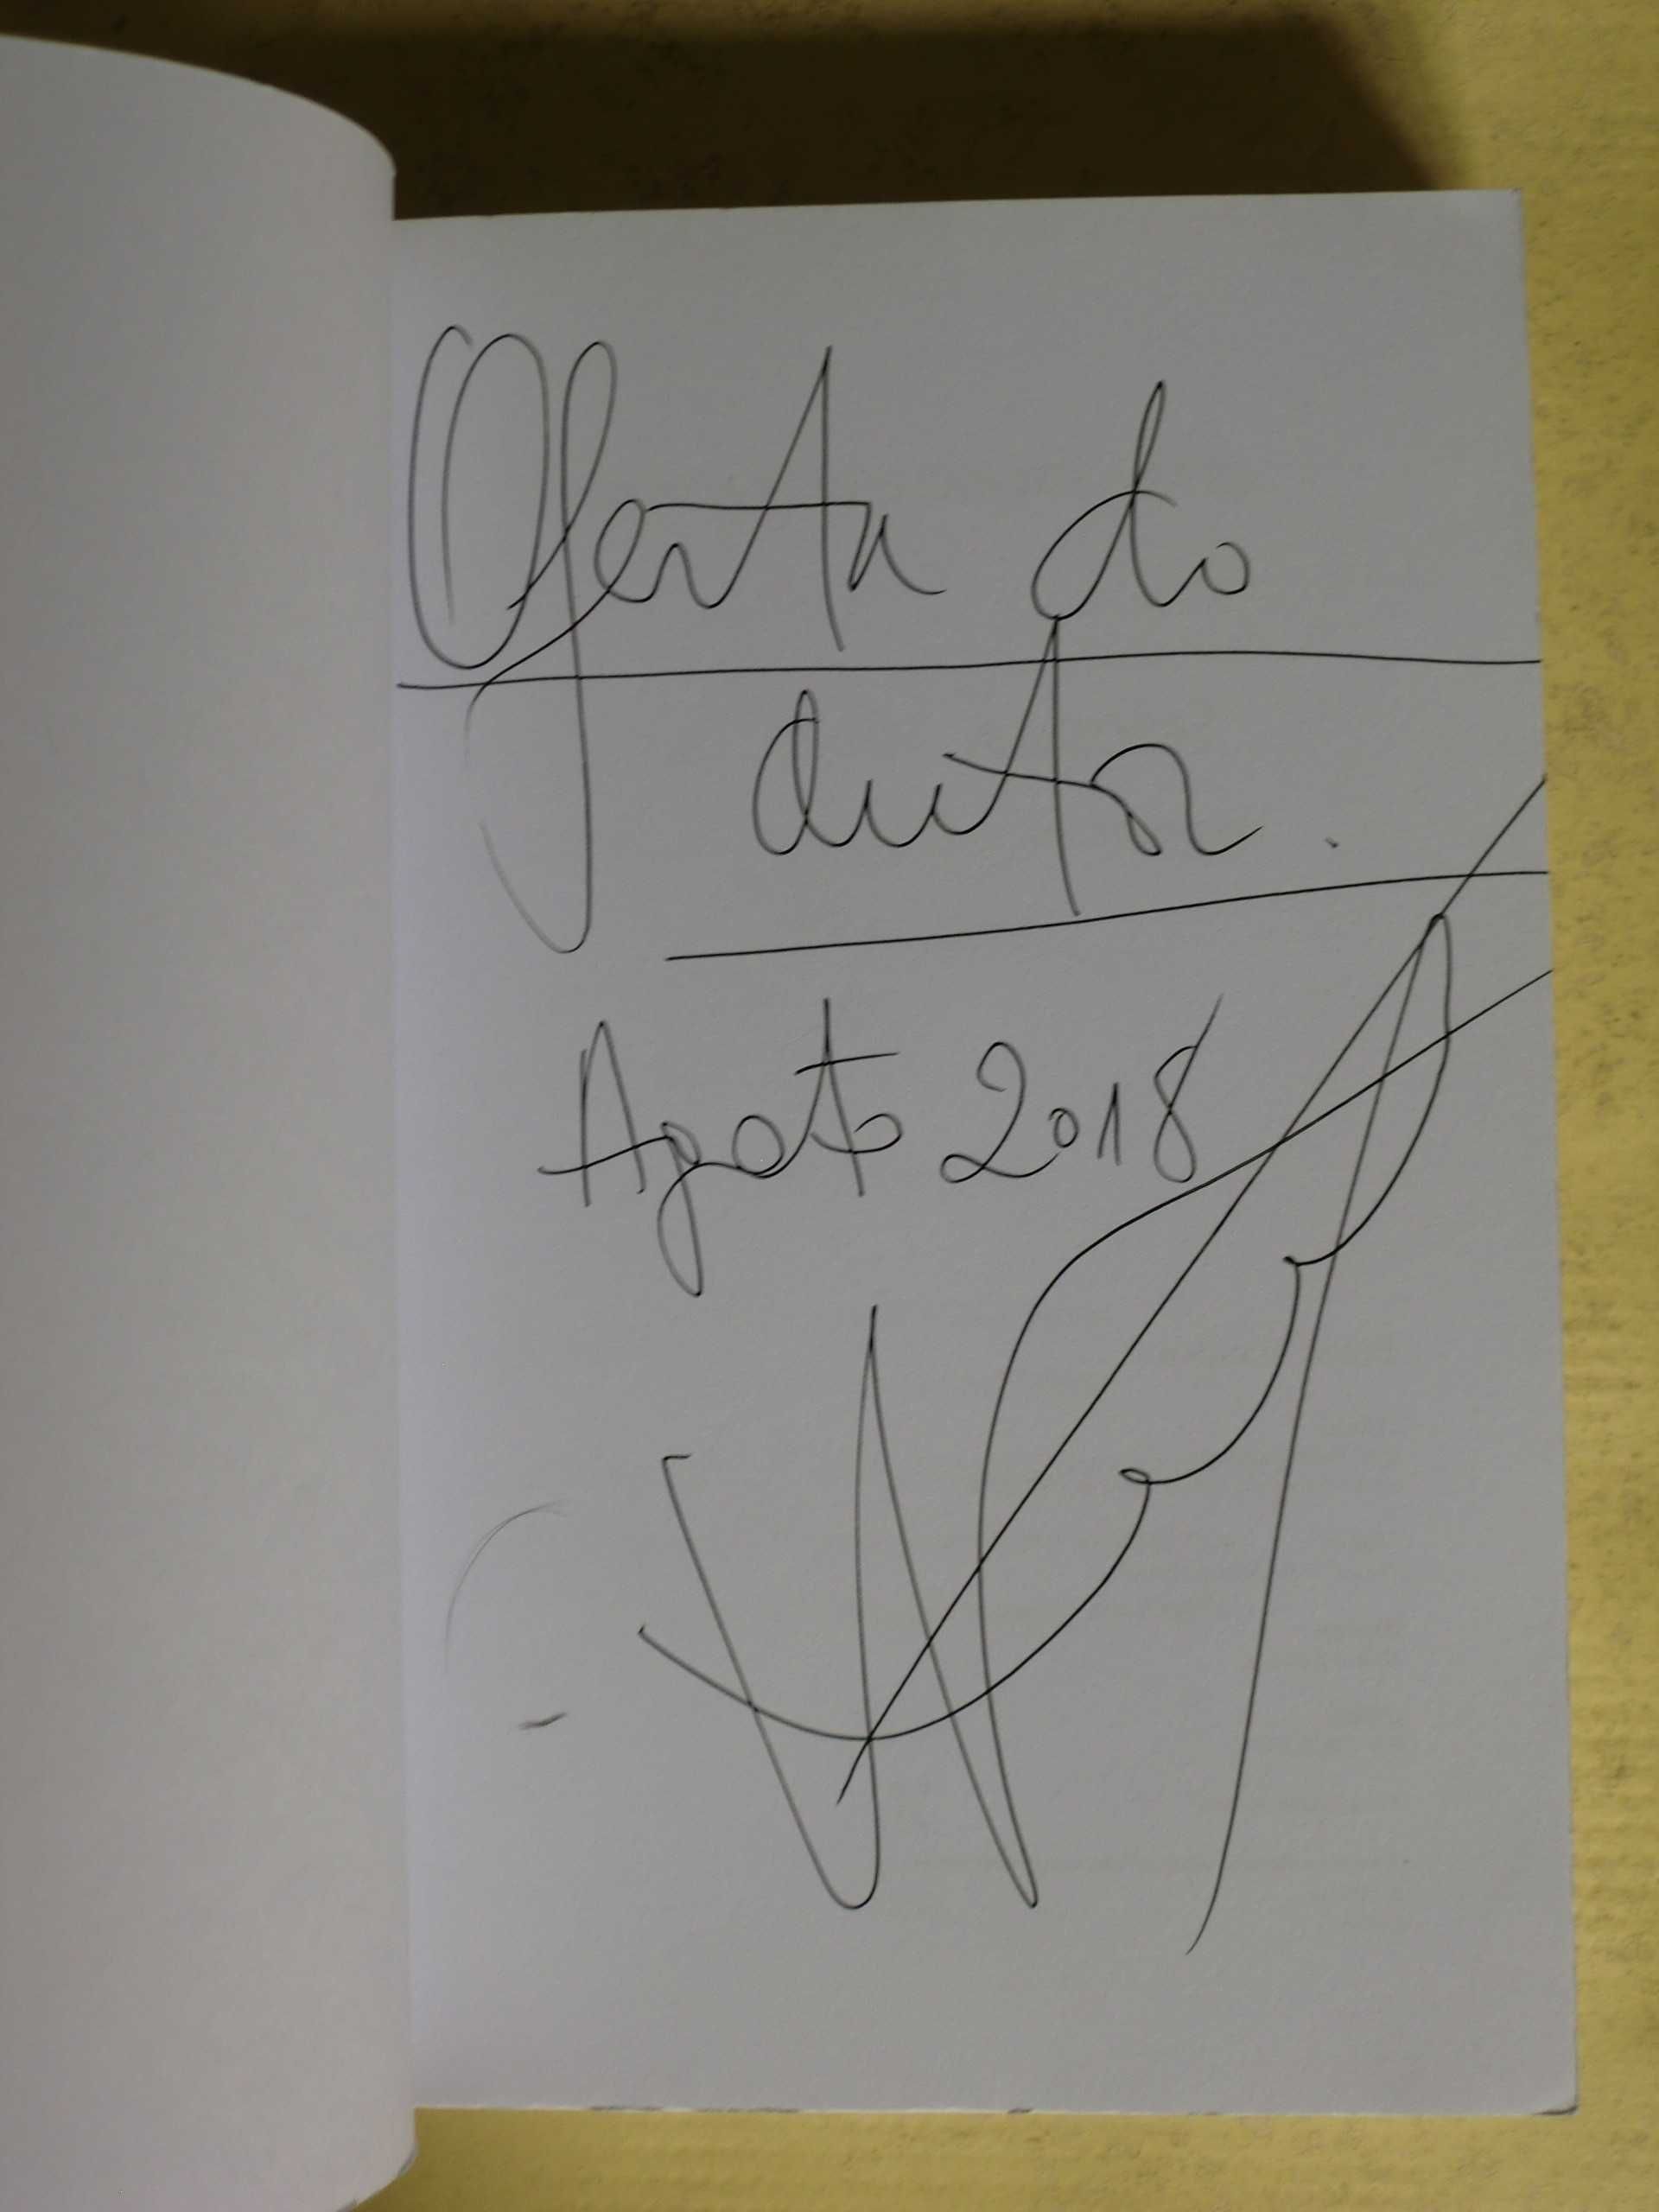 Oferta do
autor.
Agosto 2018